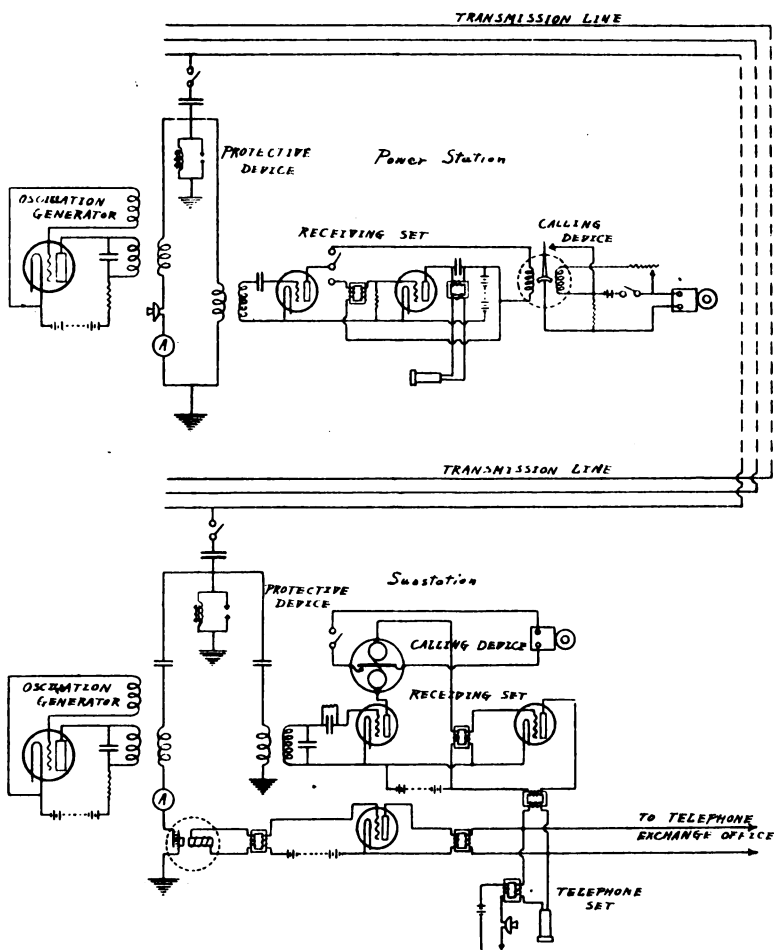 TRANSMISSION LINE
PROTECTIVE
DEVICE
Power Station
OSCILLATION
GENERATOR
RECEIVING SET
CALLING
DEVICE
A
TRANSMISSION LINE
Substation
PROTECTIVE
DEVICE
CALLING DEVICE
OSCILLATION
GENERATOR
RECEIVING SET
A
TO TELEPHONE
EXCHANGE OFFICE
TELEPHONE
SET